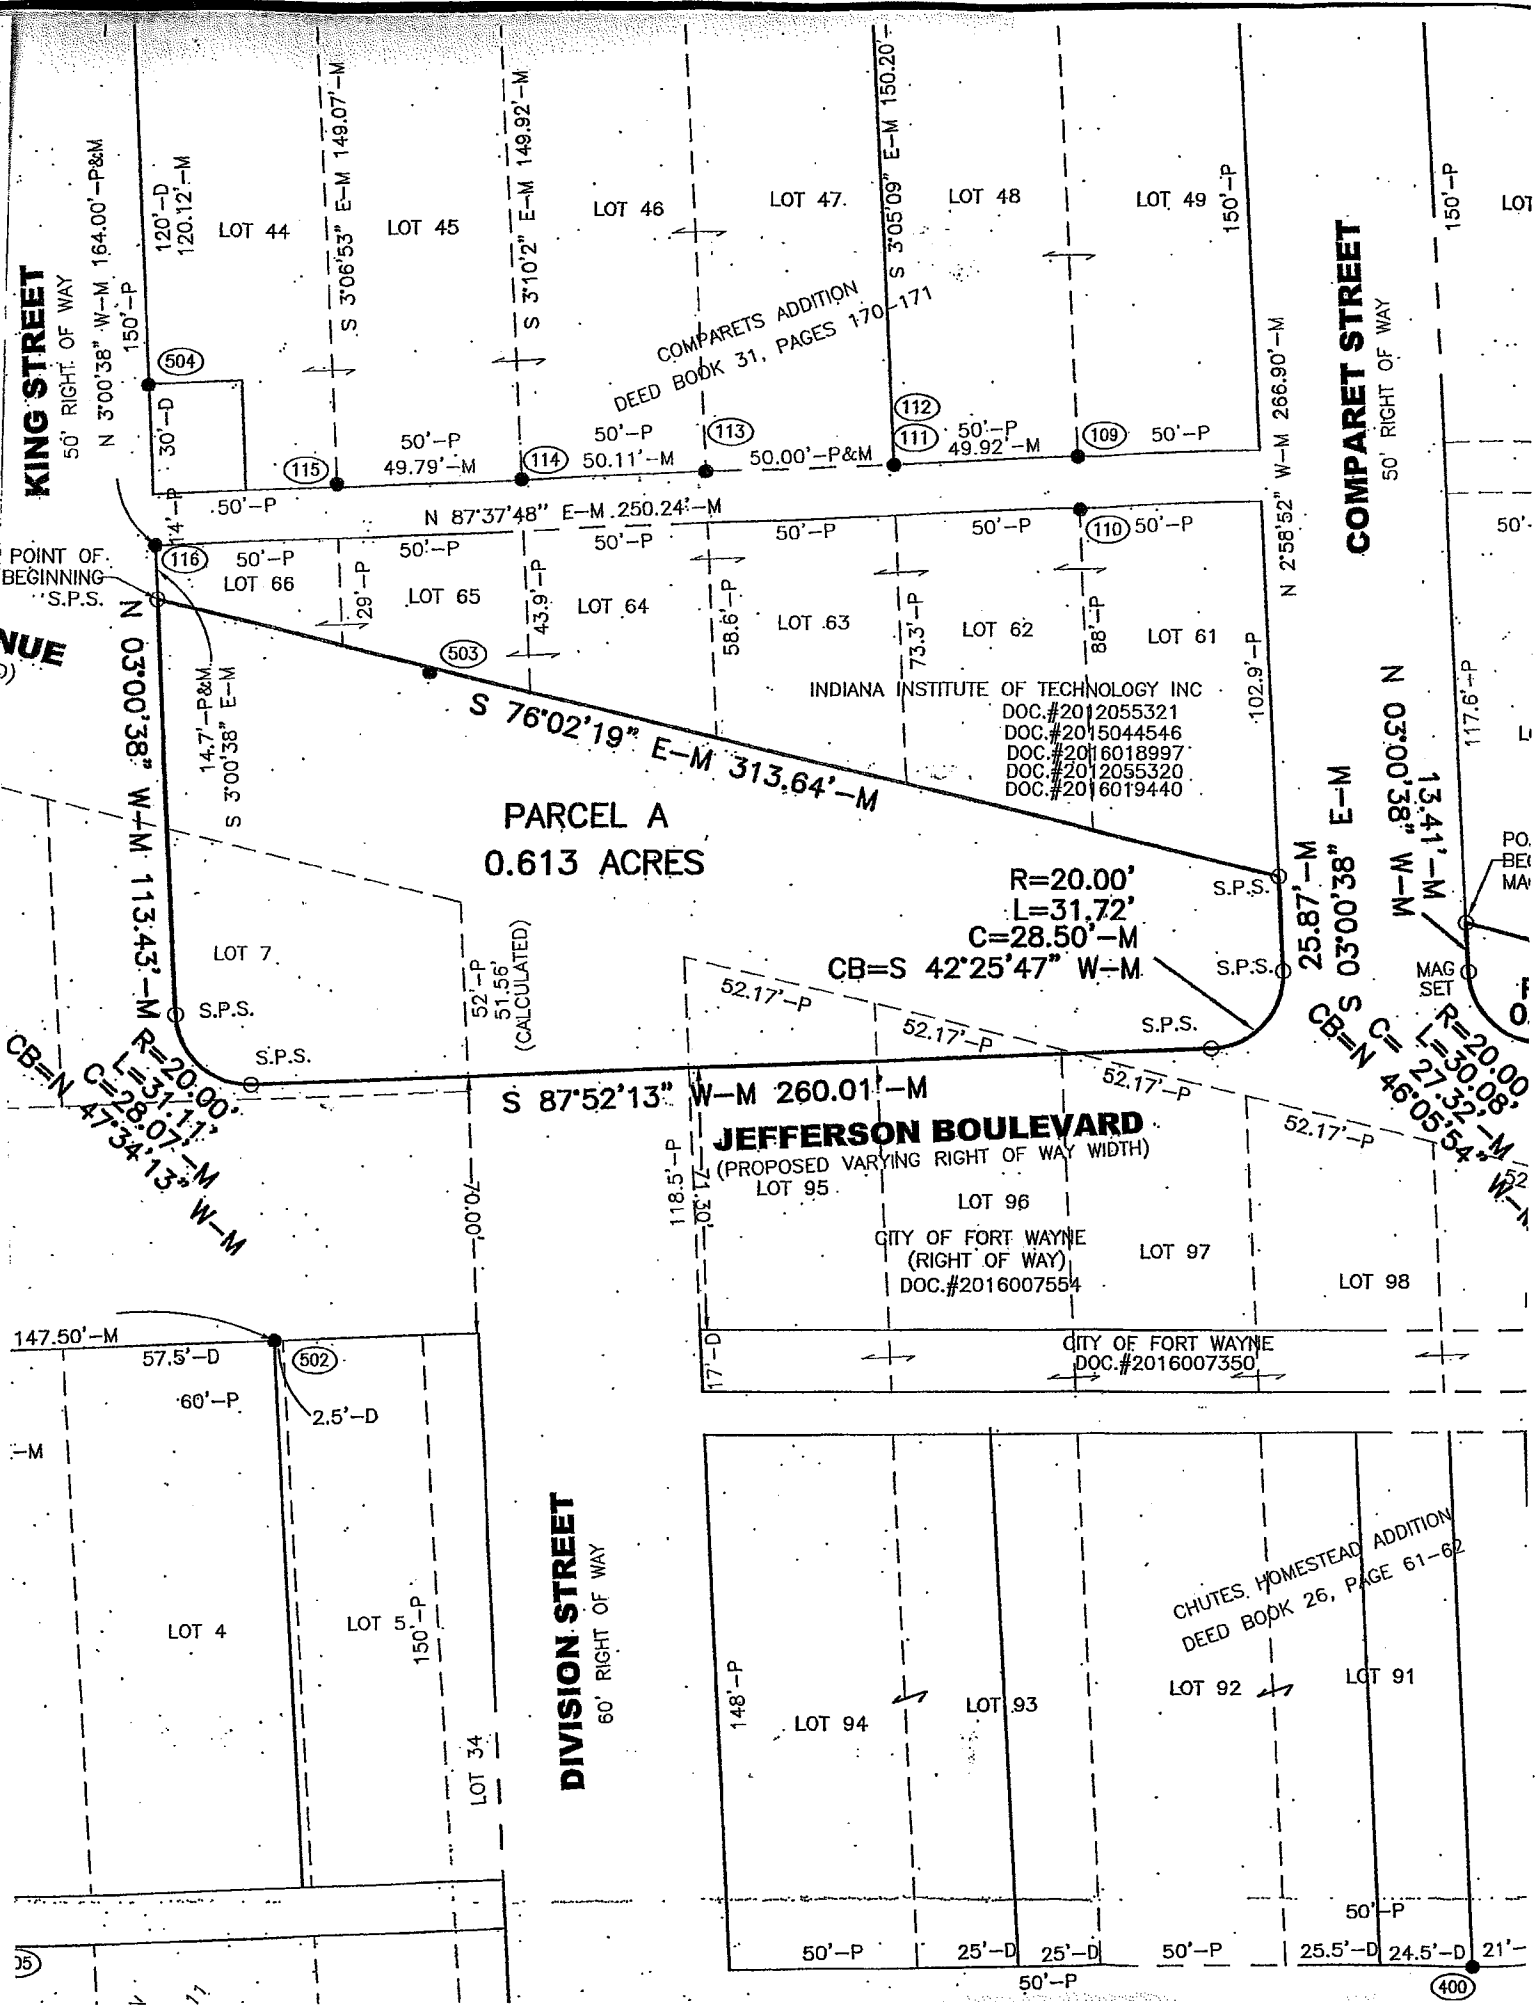 KING STREET
50' RIGHT OF WAY
N 3°00'38" W-M 164.00'-P&M
150'-P
120'-D
120.12'-M
LOT 44
S 3°06'53" E-M 149.07'-M
LOT 45
S 3°10'2" E-M 149.92'-M
LOT 46
LOT 47
S 3°05'09" E-M 150.20'-
LOT 48
LOT 49
150'-P
COMPARET STREET
50' RIGHT OF WAY
150'-P
COMPARETS ADDITION
DEED BOOK 31, PAGES 170-171
N 2°58'52" W-M 266.90'-M
504
30'-D
115
50'-P
49.79'-M
114
50'-P
50.11'-M
113
50.00'-P&M
112
111
50'-P
49.92'-M
109
50'-P
50'-P
14'-P
N 87°37'48" E-M 250.24'-M
116
50'-P
50'-P
50'-P
50'-P
50'-P
110
50'-P
50'-
POINT OF
BEGINNING
S.P.S.
LOT 66
29'-P
LOT 65
43.9'-P
LOT 64
58.6'-P
LOT 63
73.3'-P
LOT 62
88'-P
LOT 61
102.9'-P
117.6'-P
NUE
N 03°00'38" W-M 113.43'-M
14.7'-P&M
S 3°00'38" E-M
503
S 76°02'19" E-M 313.64'-M
INDIANA INSTITUTE OF TECHNOLOGY INC
DOC.#2012055321
DOC.#2015044546
DOC.#2016018997
DOC.#2012055320
DOC.#2016019440
PARCEL A
0.613 ACRES
R=20.00'
L=31.72'
C=28.50'-M
CB=S 42°25'47" W-M
S.P.S.
25.87'-M
S 03°00'38" E-M
N 03°00'38" W-M
13.41'-M
LOT 7
52'-P
51.56'
(CALCULATED)
52.17'-P
52.17'-P
52.17'-P
52.17'-P
S.P.S.
S.P.S.
MAG
SET
S.P.S.
S.P.S.
R=20.00'
L=31.11'
C=28.07'-M
CB=N 47°34'13" W-M
S 87°52'13" W-M 260.01'-M
R=20.00
L=30.08'
C= 27.32'-M
CB=N 46°05'54" W-M
JEFFERSON BOULEVARD
(PROPOSED VARYING RIGHT OF WAY WIDTH)
70.00'
118.5'-P
71.30'
LOT 95
LOT 96
CITY OF FORT WAYNE
(RIGHT OF WAY)
DOC.#2016007554
LOT 97
LOT 98
147.50'-M
57.5'-D
502
60'-P
2.5'-D
17'-D
CITY OF FORT WAYNE
DOC.#2016007350
-M
DIVISION STREET
60' RIGHT OF WAY
LOT 4
LOT 5
150'-P
LOT 34
148'-P
LOT 94
LOT 93
LOT 92
LOT 91
CHUTES HOMESTEAD ADDITION
DEED BOOK 26, PAGE 61-62
50'-P
50'-P
25'-D
25'-D
50'-P
50'-P
25.5'-D
24.5'-D
21'-
400